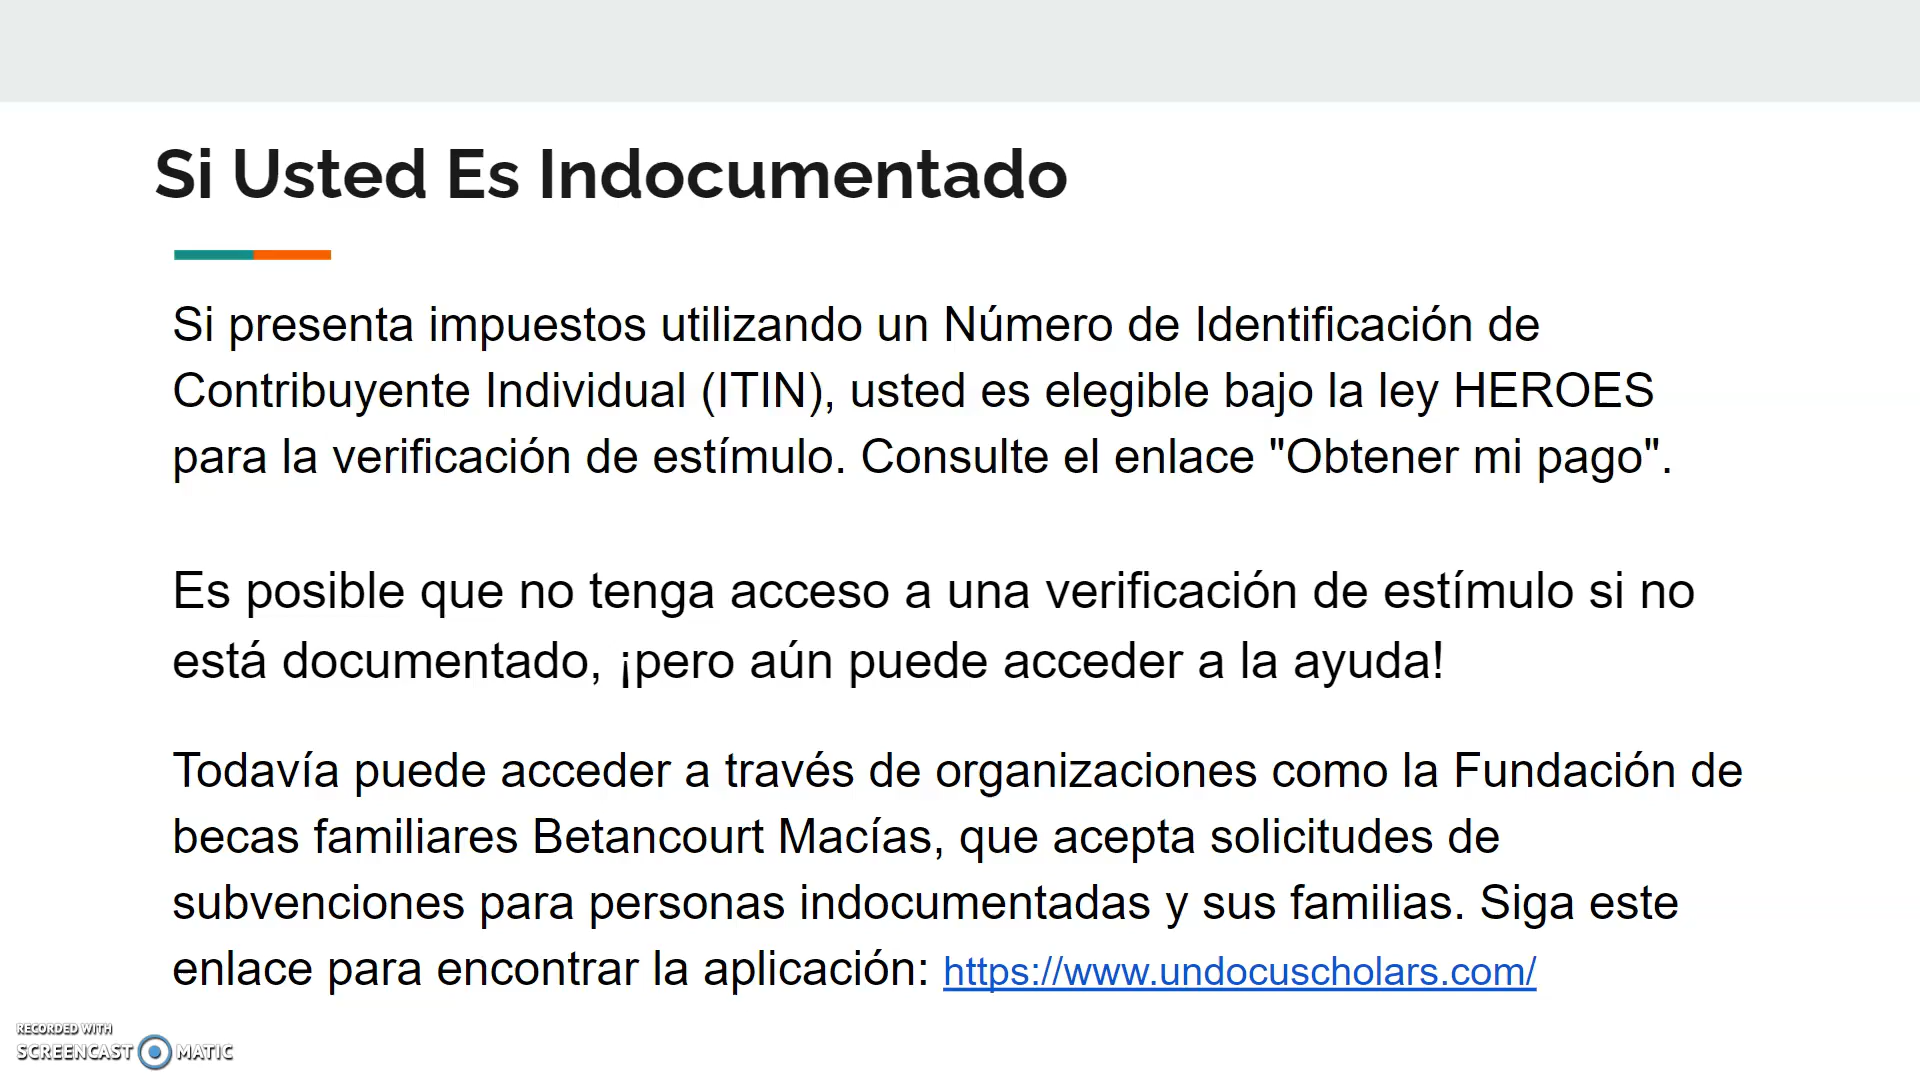 Si Usted Es Indocumentado
Si presenta impuestos utilizando un Número de Identificación de
Contribuyente Individual (ITIN), usted es elegible bajo la ley HEROES
para la verificación de estímulo. Consulte el enlace "Obtener mi pago".
Es posible que no tenga acceso a una verificación de estímulo si no
está documentado, ¡pero aún puede acceder a la ayuda!
Todavía puede acceder a través de organizaciones como la Fundación de
becas familiares Betancourt Macías, que acepta solicitudes de
subvenciones para personas indocumentadas y sus familias. Siga este
enlace para encontrar la aplicación: https://www.undocuscholars.com/
RECORDED WITH
SCREENCAST MATIC